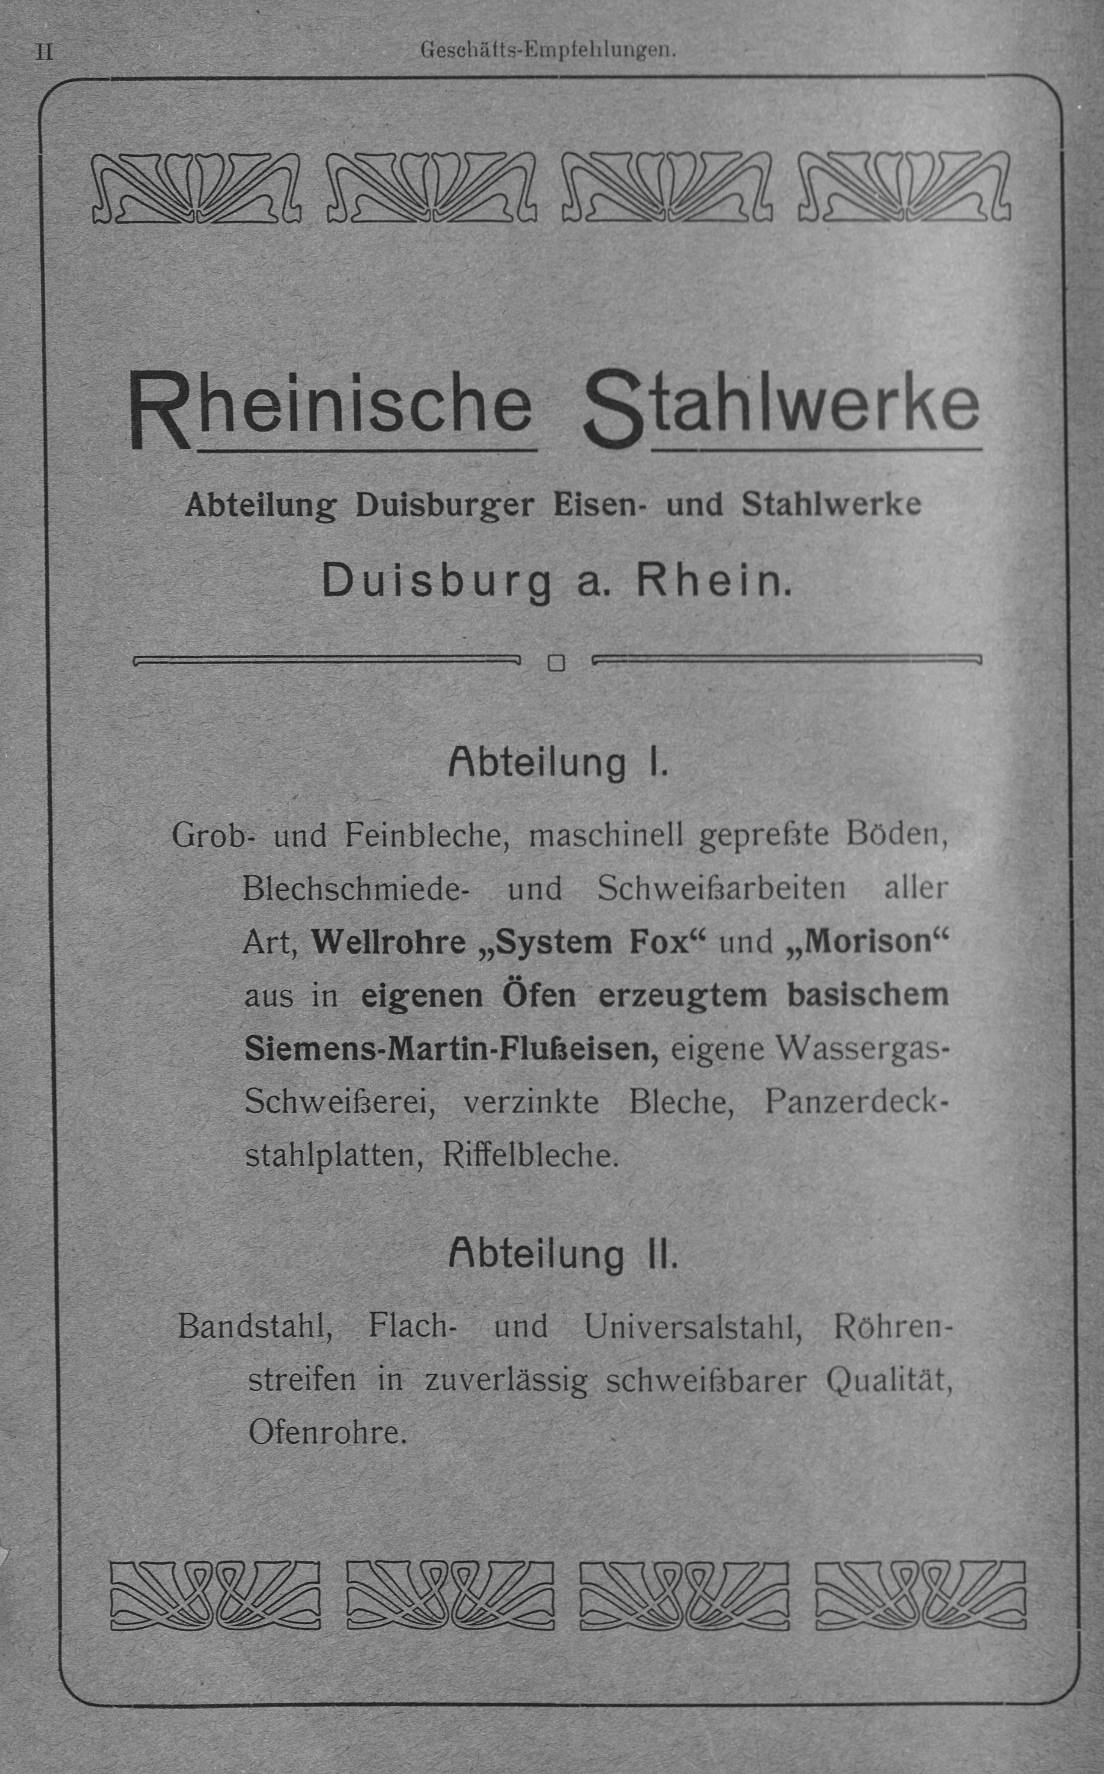 II
Geschäfts-Empfehlungen.
Rheinische Stahlwerke
Abteilung Duisburger Eisen- und Stahlwerke
Duisburg a. Rhein.
Abteilung I.
Grob- und Feinbleche, maschinell gepreßte Böden,
Blechschmiede- und Schweißarbeiten aller
Art, Wellrohre „System Fox“ und „Morison“
aus in eigenen Öfen erzeugtem basischem
Siemens-Martin-Flußeisen, eigene Wassergas-
Schweißerei, verzinkte Bleche, Panzerdeck-
stahlplatten, Riffelbleche.
Abteilung II.
Bandstahl, Flach- und Universalstahl, Röhren-
streifen in zuverlässig schweißbarer Qualität,
Ofenrohre.